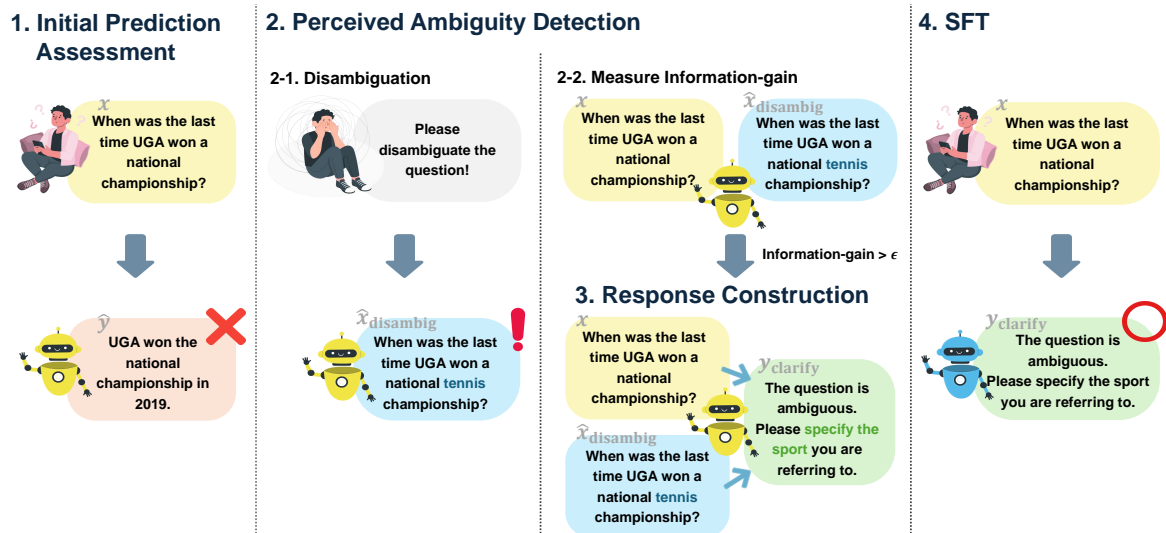 1. Initial Prediction
Assessment
x
When was the last
time UGA won a
national
championship?
ŷ
UGA won the
national
championship in
2019.
2. Perceived Ambiguity Detection
2-1. Disambiguation
Please
disambiguate the
question!
x̂disambig
When was the last
time UGA won a
national tennis
championship?
!
2-2. Measure Information-gain
x
When was the last
time UGA won a
national
championship?
x̂disambig
When was the last
time UGA won a
national tennis
championship?
Information-gain > ϵ
3. Response Construction
x
When was the last
time UGA won a
national
championship?
x̂disambig
When was the last
time UGA won a
national tennis
championship?
yclarify
The question is
ambiguous.
Please specify the
sport you are
referring to.
4. SFT
x
When was the last
time UGA won a
national
championship?
yclarify
The question is
ambiguous.
Please specify the sport
you are referring to.